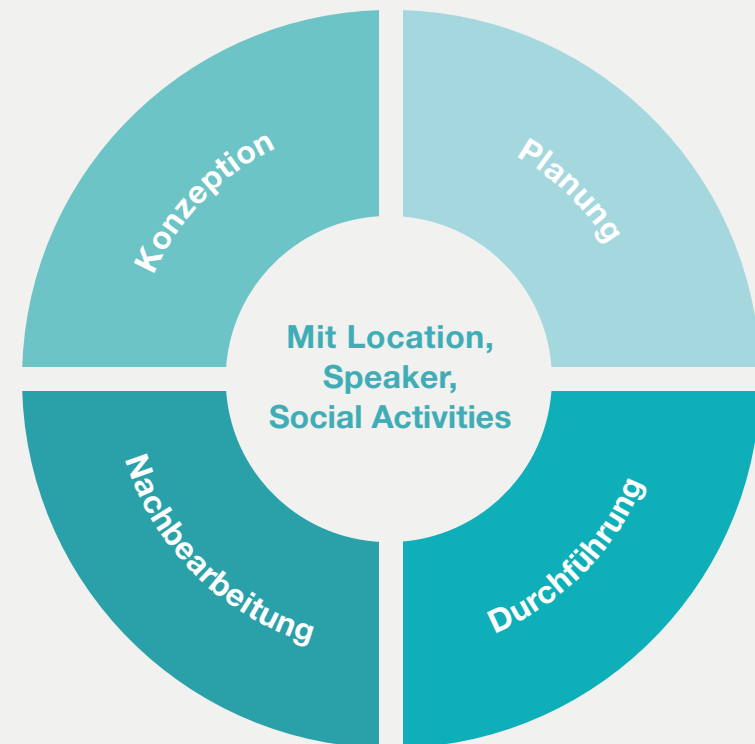 Konzeption
Planung
Mit Location,
Speaker,
Social Activities
Nachbearbeitung
Durchführung